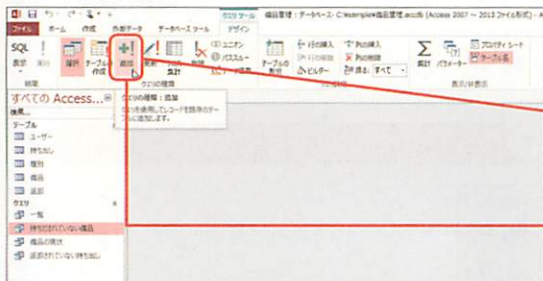 クエリ ツール 備品管理 : データベース- C:\example\備品管理.accdb (Access 2007 ～ 2013 ファイル形式) - A
ファイル ホーム 作成 外部データ データベース ツール デザイン
SQL 表示 実行 選択 テーブルの作成 追加 更新 クロス集計 削除 ユニオン パススルー データ定義
テーブルの表示 行の挿入 行の削除 ビルダー 列の挿入 列の削除 戻る: すべて 集計 パラメーター プロパティ シート テーブル名
結果 クエリの種類 表示/非表示
すべての Access...
クエリの種類 : 追加
クエリを使用してレコードを既存のテーブルに追加します。
検索...
テーブル
ユーザー
持ち出し
種別
備品
返却
クエリ
一覧
持ち出されていない備品
備品の現状
返却されていない持ち出し